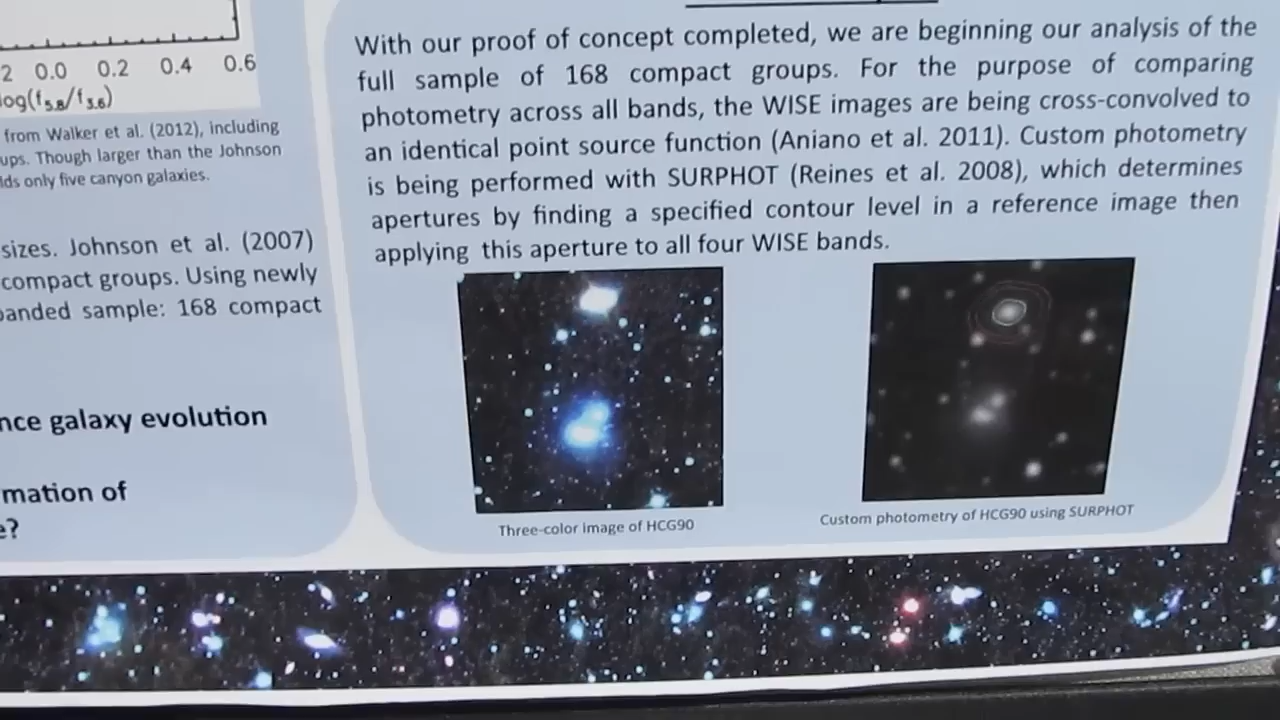 2 0.0 0.2 0.4 0.6
log(f5.8/f3.6)
from Walker et al. (2012), including
ups. Though larger than the Johnson
lds only five canyon galaxies.
sizes. Johnson et al. (2007)
compact groups. Using newly
panded sample: 168 compact
nce galaxy evolution
mation of
e?
With our proof of concept completed, we are beginning our analysis of the
full sample of 168 compact groups. For the purpose of comparing
photometry across all bands, the WISE images are being cross-convolved to
an identical point source function (Aniano et al. 2011). Custom photometry
is being performed with SURPHOT (Reines et al. 2008), which determines
apertures by finding a specified contour level in a reference image then
applying this aperture to all four WISE bands.
Three-color image of HCG90
Custom photometry of HCG90 using SURPHOT